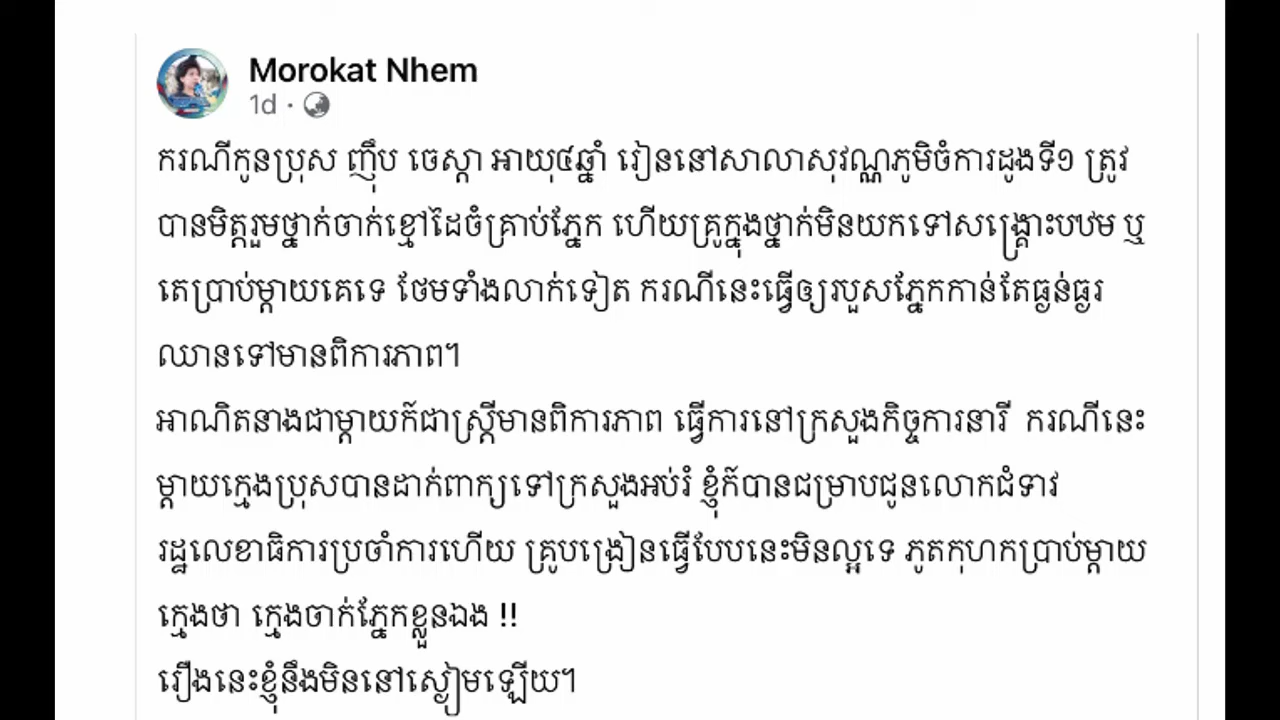 Morokat Nhem
1d ·
ករណីកូនប្រុស ញ៉ឹប ចេស្តា អាយុ៤ឆ្នាំ រៀននៅសាលាសុវណ្ណភូមិចំការដូងទី១ ត្រូវ
បានមិត្តរួមថ្នាក់ចាក់ខ្មៅដៃចំគ្រាប់ភ្នែក ហើយគ្រូក្នុងថ្នាក់មិនយកទៅសង្គ្រោះបឋម ឬ
តេប្រាប់ម្តាយគេទេ ថែមទាំងលាក់ទៀត ករណីនេះធ្វើឲ្យរបួសភ្នែកកាន់តែធ្ងន់ធ្ងរ
ឈានទៅមានពិការភាព។
អាណិតនាងជាម្តាយក៏ជាស្ត្រីមានពិការភាព ធ្វើការនៅក្រសួងកិច្ចការនារី ករណីនេះ
ម្តាយក្មេងប្រុសបានដាក់ពាក្យទៅក្រសួងអប់រំ ខ្ញុំក៏បានជម្រាបជូនលោកជំទាវ
រដ្ឋលេខាធិការប្រចាំការហើយ គ្រូបង្រៀនធ្វើបែបនេះមិនល្អទេ ភូតកុហកប្រាប់ម្តាយ
ក្មេងថា ក្មេងចាក់ភ្នែកខ្លួនឯង !!
រឿងនេះខ្ញុំនឹងមិននៅស្ងៀមឡើយ។